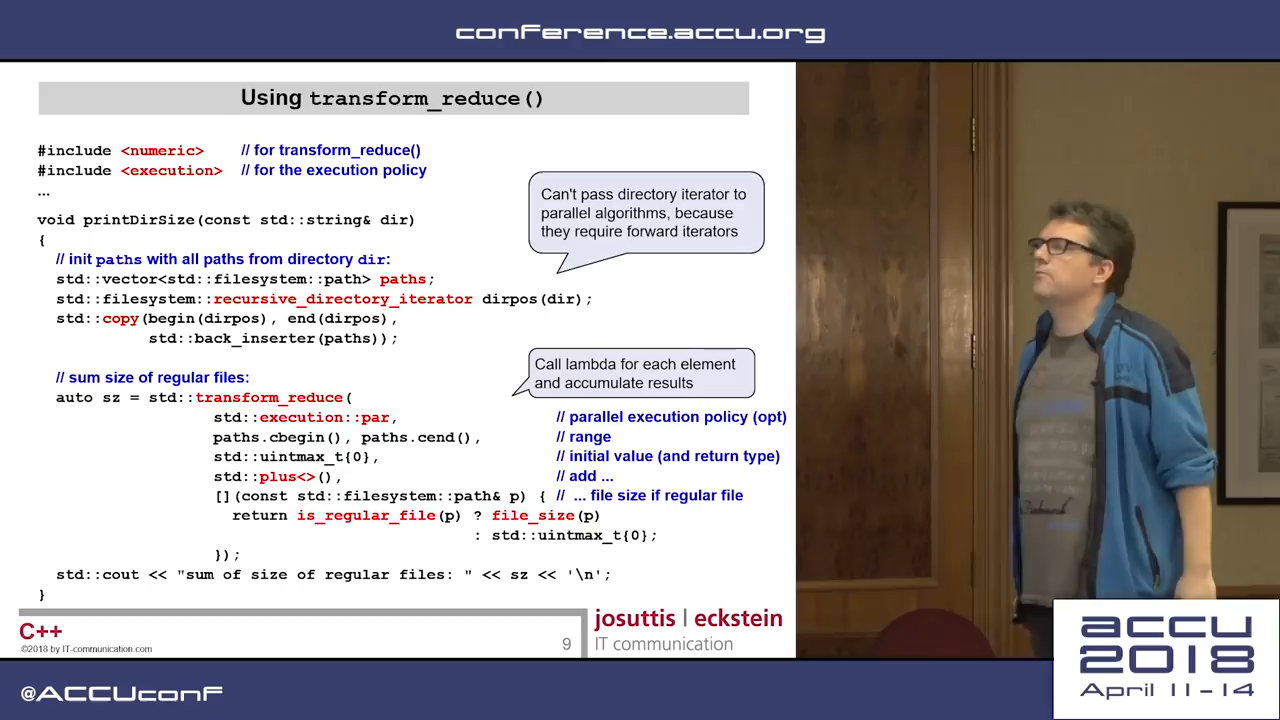 conference.accu.org
Using transform_reduce()
#include <numeric> // for transform_reduce()
#include <execution> // for the execution policy
...
Can't pass directory iterator to
parallel algorithms, because
they require forward iterators
void printDirSize(const std::string& dir)
{
// init paths with all paths from directory dir:
std::vector<std::filesystem::path> paths;
std::filesystem::recursive_directory_iterator dirpos(dir);
std::copy(begin(dirpos), end(dirpos),
std::back_inserter(paths));
Call lambda for each element
and accumulate results
// sum size of regular files:
auto sz = std::transform_reduce(
std::execution::par, // parallel execution policy (opt)
paths.cbegin(), paths.cend(), // range
std::uintmax_t{0}, // initial value (and return type)
std::plus<>(), // add ...
[](const std::filesystem::path& p) { // ... file size if regular file
return is_regular_file(p) ? file_size(p)
: std::uintmax_t{0};
});
std::cout << "sum of size of regular files: " << sz << '\n';
}
C++
©2018 by IT-communication.com
9
josuttis | eckstein
IT communication
accu
2018
April 11-14
@ACCUconf